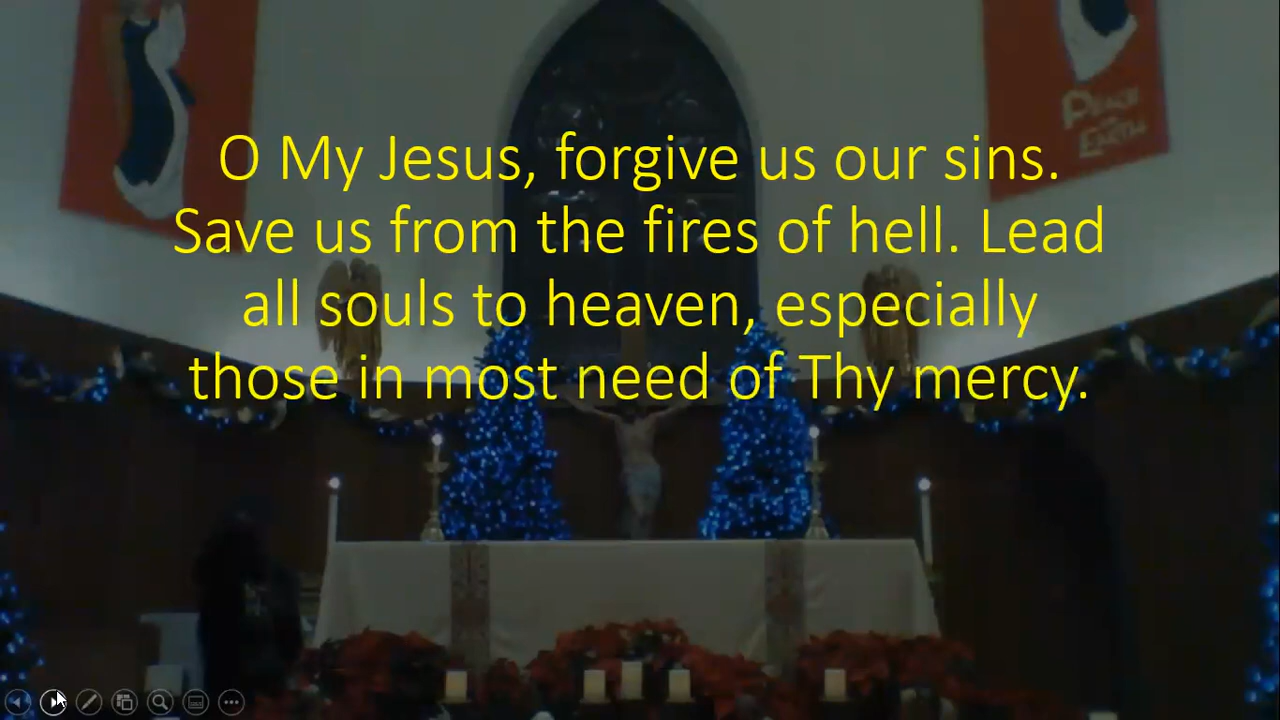 O My Jesus, forgive us our sins.
Save us from the fires of hell. Lead
all souls to heaven, especially
those in most need of Thy mercy.
PEACE
ON
EARTH